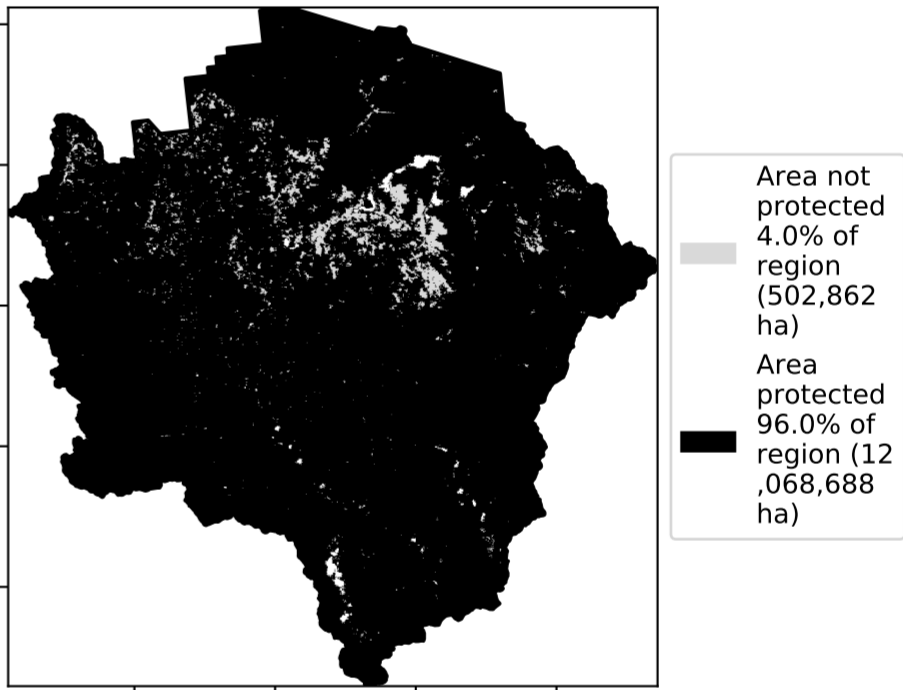 Area not
protected
4.0% of
region
(502,862
ha)
Area
protected
96.0% of
region (12
,068,688
ha)